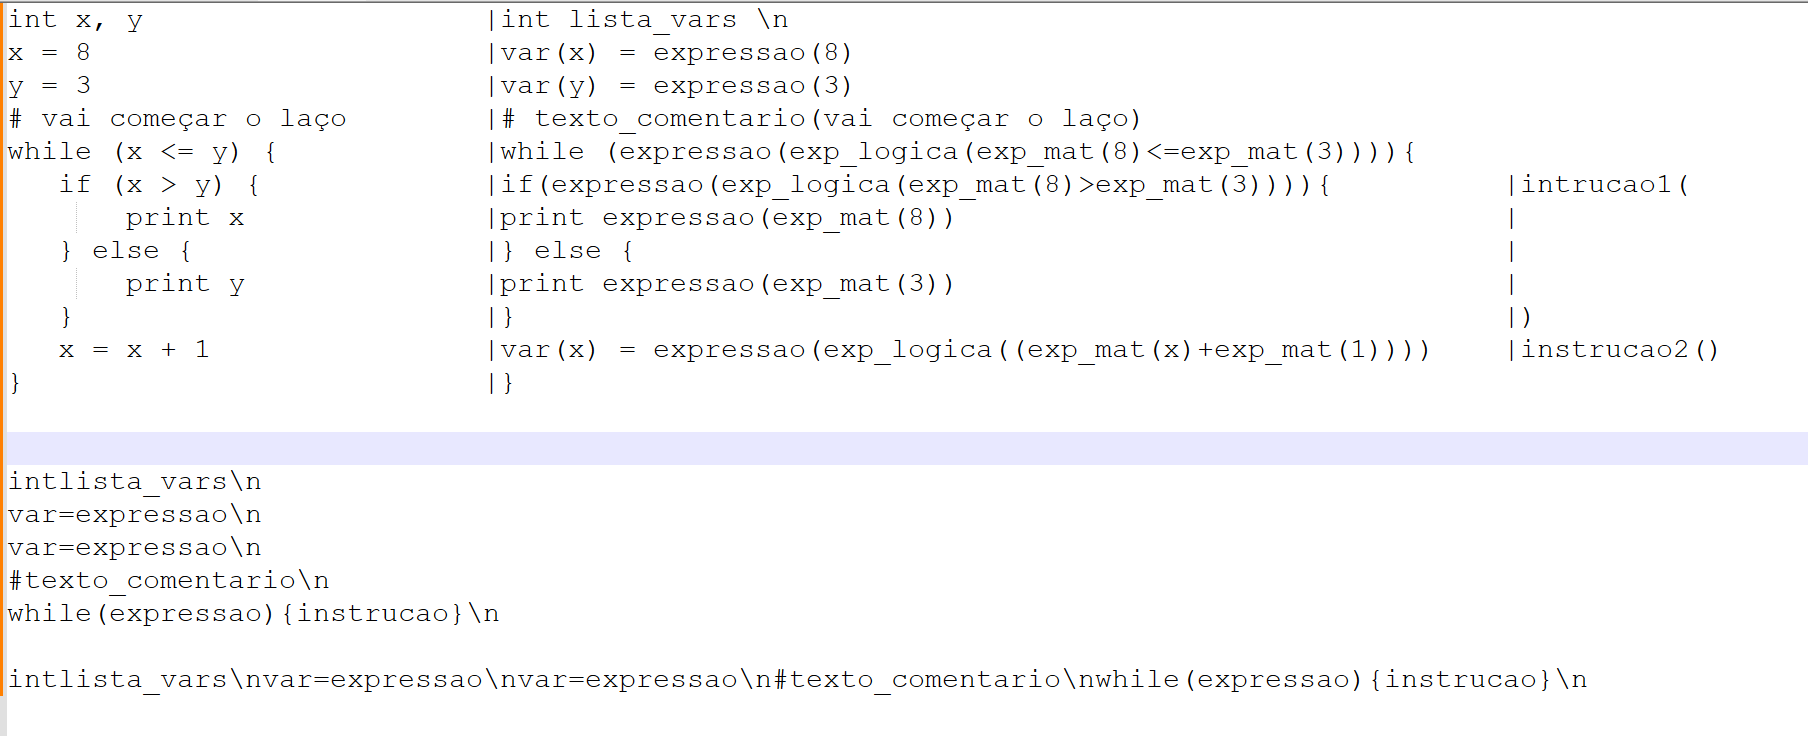 int x, y                    |int lista_vars \n
x = 8                       |var(x) = expressao(8)
y = 3                       |var(y) = expressao(3)
# vai começar o laço        |# texto_comentario(vai começar o laço)
while (x <= y) {            |while (expressao(exp_logica(exp_mat(8)<=exp_mat(3)))){
   if (x > y) {             |if(expressao(exp_logica(exp_mat(8)>exp_mat(3)))){          |intrucao1(
       print x              |print expressao(exp_mat(8))                                |
   } else {                 |} else {                                                   |
       print y              |print expressao(exp_mat(3))                                |
   }                        |}                                                          |)
   x = x + 1                |var(x) = expressao(exp_logica((exp_mat(x)+exp_mat(1))))    |instrucao2()
}                           |}
intlista_vars\n
var=expressao\n
var=expressao\n
#texto_comentario\n
while(expressao){instrucao}\n
intlista_vars\nvar=expressao\nvar=expressao\n#texto_comentario\nwhile(expressao){instrucao}\n